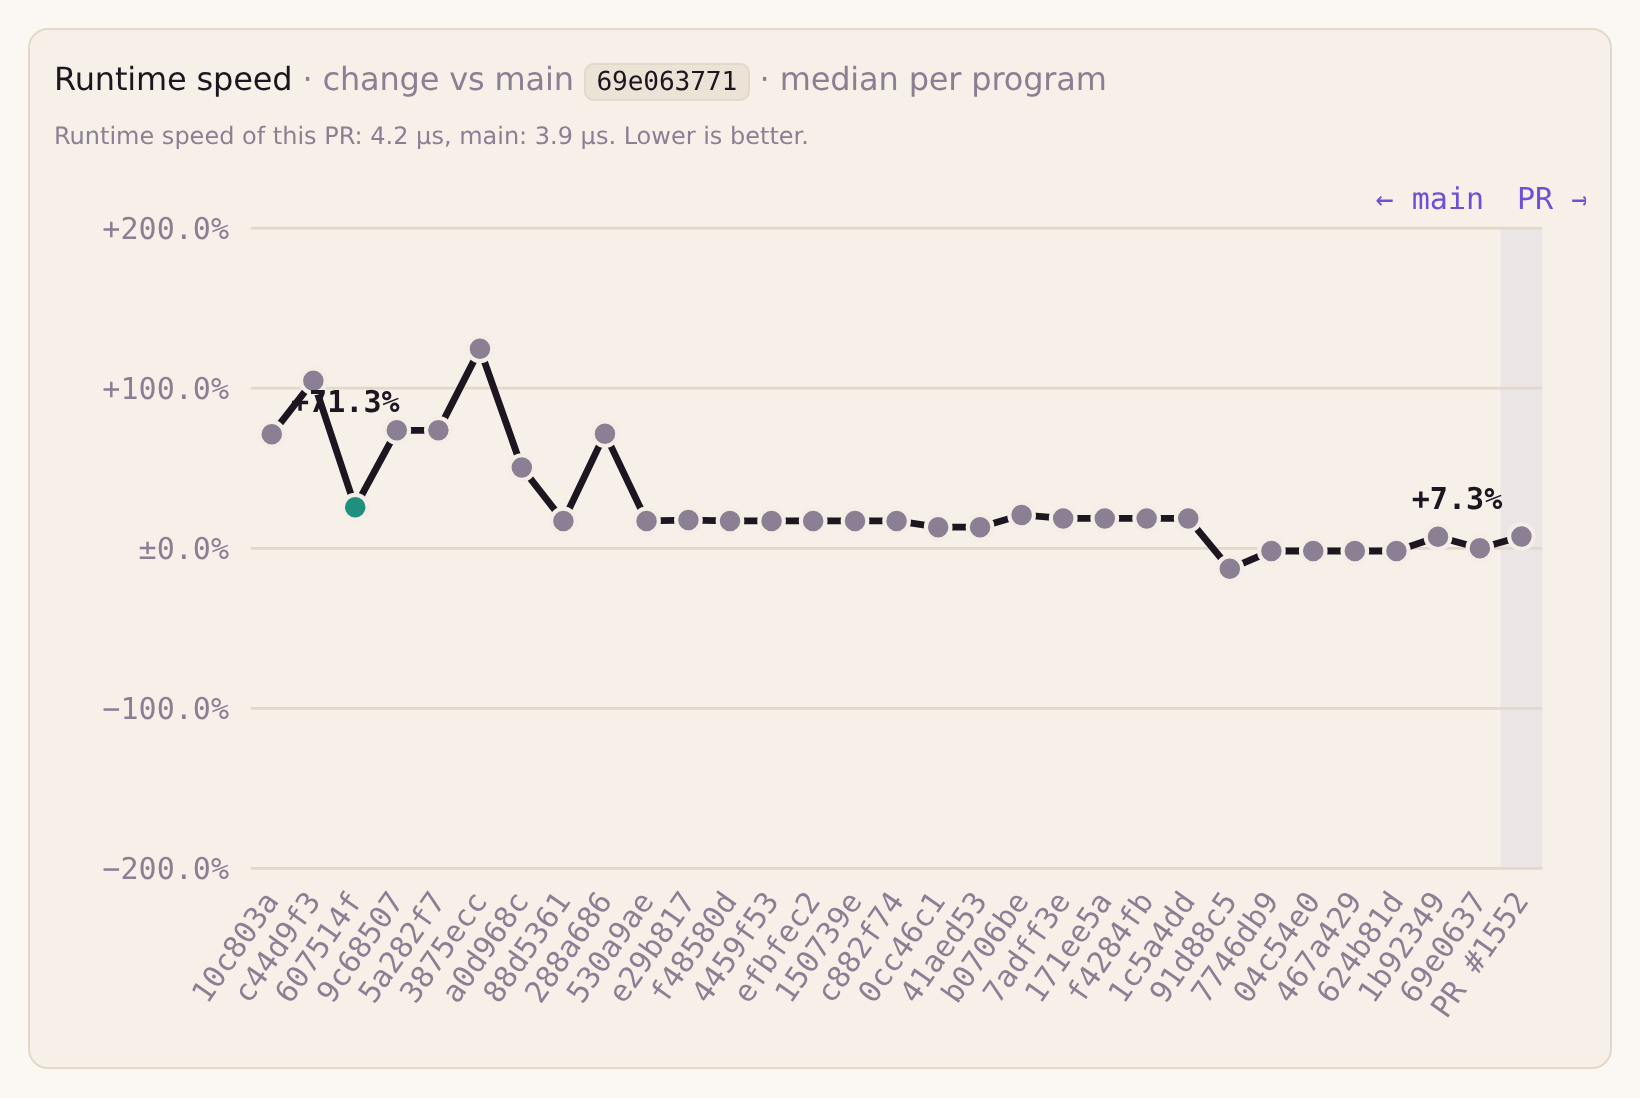 Runtime speed · change vs main 69e063771 · median per program
Runtime speed of this PR: 4.2 µs, main: 3.9 µs. Lower is better.
← main PR →
+200.0%
+100.0%
±0.0%
−100.0%
−200.0%
+71.3%
+7.3%
10c803a
c44d9f3
607514f
9c68507
5a282f7
3875ecc
a0d968c
88d5361
288a686
530a9ae
e29b817
f48580d
4459f53
efbfec2
150739e
c882f74
0cc46c1
41aed53
b0706be
7adff3e
171ee5a
f4284fb
1c5a4dd
91d88c5
7746db9
04c54e0
467a429
624b81d
1b92349
69e0637
PR #1552